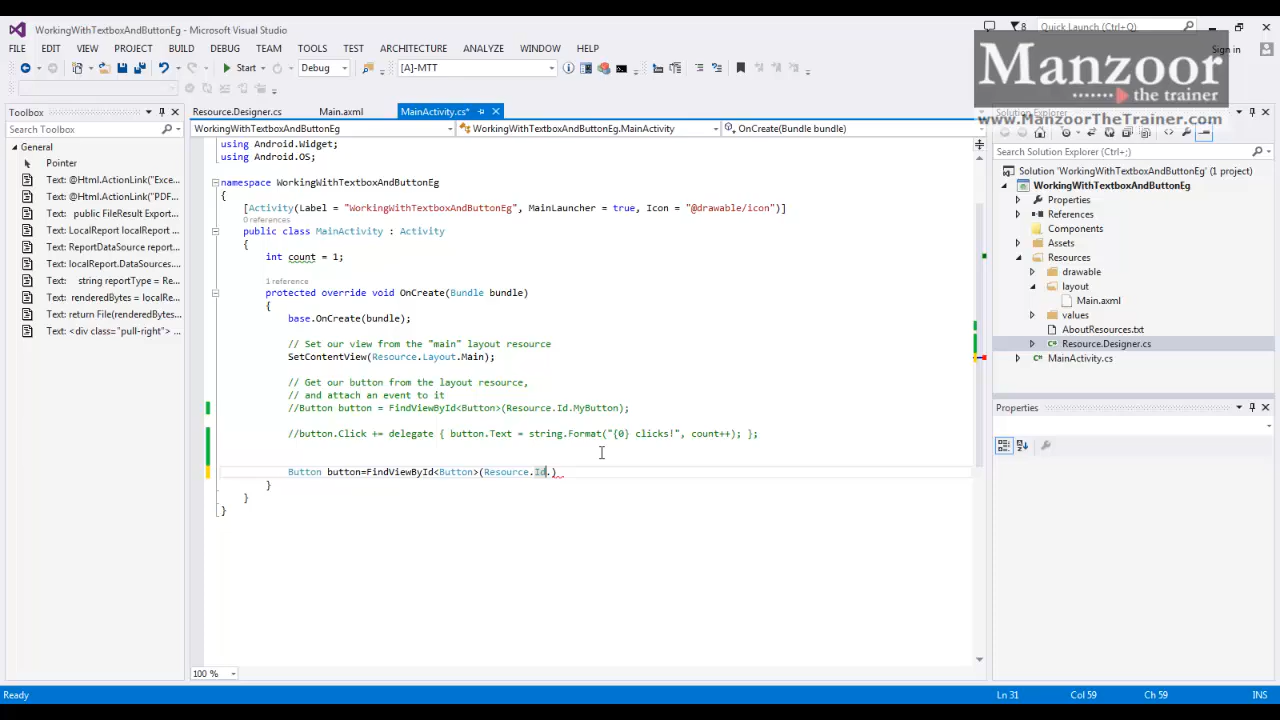 WorkingWithTextboxAndButtonEg - Microsoft Visual Studio
8
Quick Launch (Ctrl+Q)
FILE EDIT VIEW PROJECT BUILD DEBUG TEAM TOOLS TEST ARCHITECTURE ANALYZE WINDOW HELP
Sign in
Start Debug [A]-MTT
Manzoor
the trainer
www.ManzoorTheTrainer.com
Toolbox
Search Toolbox
General
Pointer
Text: @Html.ActionLink("Exce...
Text: @Html.ActionLink("PDF...
Text: public FileResult Export...
Text: LocalReport localReport ...
Text: ReportDataSource report...
Text: localReport.DataSources...
Text: string reportType = Re...
Text: renderedBytes = localRe...
Text: return File(renderedBytes...
Text: <div class="pull-right"> ...
Resource.Designer.cs Main.axml MainActivity.cs*
WorkingWithTextboxAndButtonEg WorkingWithTextboxAndButtonEg.MainActivity OnCreate(Bundle bundle)
using Android.Widget;
using Android.OS;
namespace WorkingWithTextboxAndButtonEg
{
[Activity(Label = "WorkingWithTextboxAndButtonEg", MainLauncher = true, Icon = "@drawable/icon")]
0 references
public class MainActivity : Activity
{
int count = 1;
1 reference
protected override void OnCreate(Bundle bundle)
{
base.OnCreate(bundle);
// Set our view from the "main" layout resource
SetContentView(Resource.Layout.Main);
// Get our button from the layout resource,
// and attach an event to it
//Button button = FindViewById<Button>(Resource.Id.MyButton);
//button.Click += delegate { button.Text = string.Format("{0} clicks!", count++); };
Button button=FindViewById<Button>(Resource.Id.)
}
}
}
100 %
Solution Explorer
Search Solution Explorer (Ctrl+;)
Solution 'WorkingWithTextboxAndButtonEg' (1 project)
WorkingWithTextboxAndButtonEg
Properties
References
Components
Assets
Resources
drawable
layout
Main.axml
values
AboutResources.txt
Resource.Designer.cs
MainActivity.cs
Properties
Ready Ln 31 Col 59 Ch 59 INS